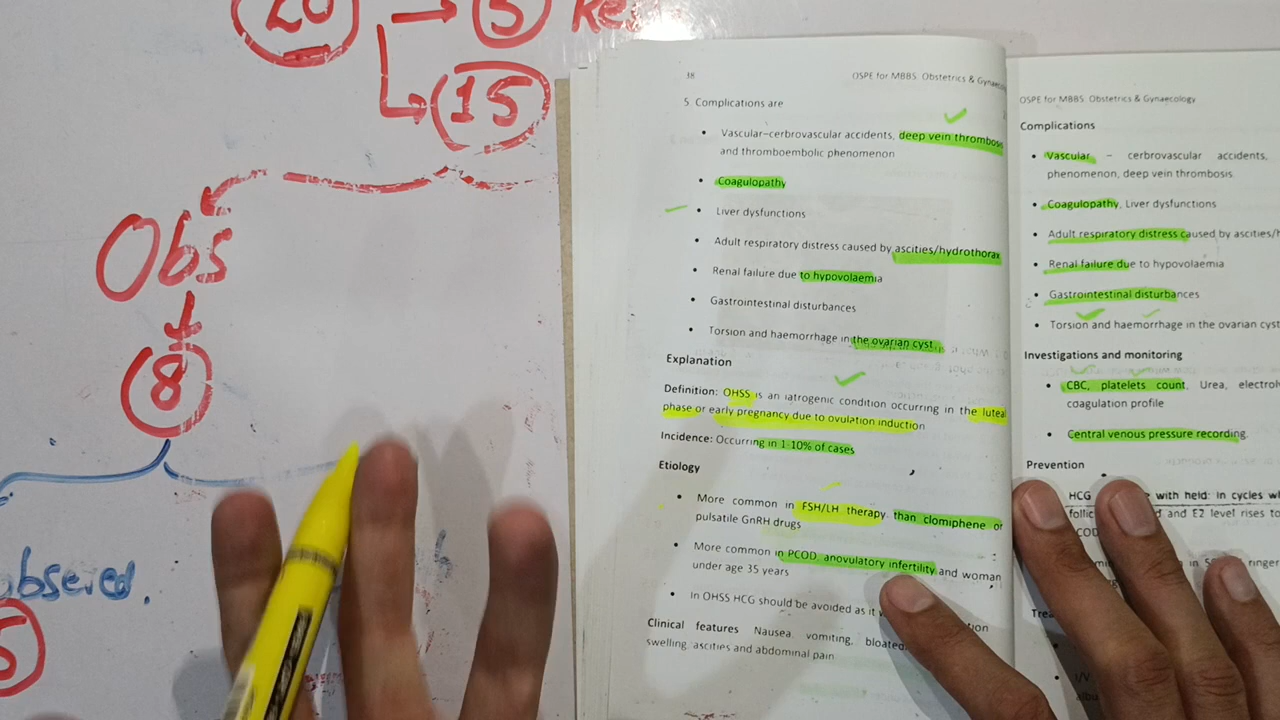 20 → 5
15
Obs
8
absered.
5
38
OSPE for MBBS Obstetrics &
5 Complications are
• Vascular–cerbrovascular accidents, deep vein
and thromboembolic phenomenon
• Coagulopathy
• Liver dysfunctions
• Adult respiratory distress caused by ascities/hydrothorax
• Renal failure due to hypovolaemia
• Gastrointestinal disturbances
• Torsion and haemorrhage in the ovarian cyst
Explanation
Definition: OHSS is an iatrogenic condition occurring in the
phase or early pregnancy due to ovulation induction
Incidence: Occurring in 1-10% of cases
Etiology
• More common in FSH/LH therapy than clomiphene or
pulsatile GnRH drugs
• More common in PCOD anovulatory infertility and woman
under age 35 years
• In OHSS HCG should be avoided as it
Clinical features Nausea, vomiting,
swelling, ascities and abdominal pain
OSPE for MBBS Obstetrics & Gynaecology
Complications
• Vascular – cerbrovascular accidents,
phenomenon, deep vein thrombosis
• Coagulopathy, Liver dysfunctions
• Adult respiratory distress caused by
• Renal failure due to hypovolaemia
• Gastrointestinal disturbances
• Torsion and haemorrhage in the ovarian
Investigations and monitoring
• CBC, platelets count, Urea,
coagulation profile
• Central venous pressure recording.
Prevention
HCG with held: in cycles
and E2 level rises to
in